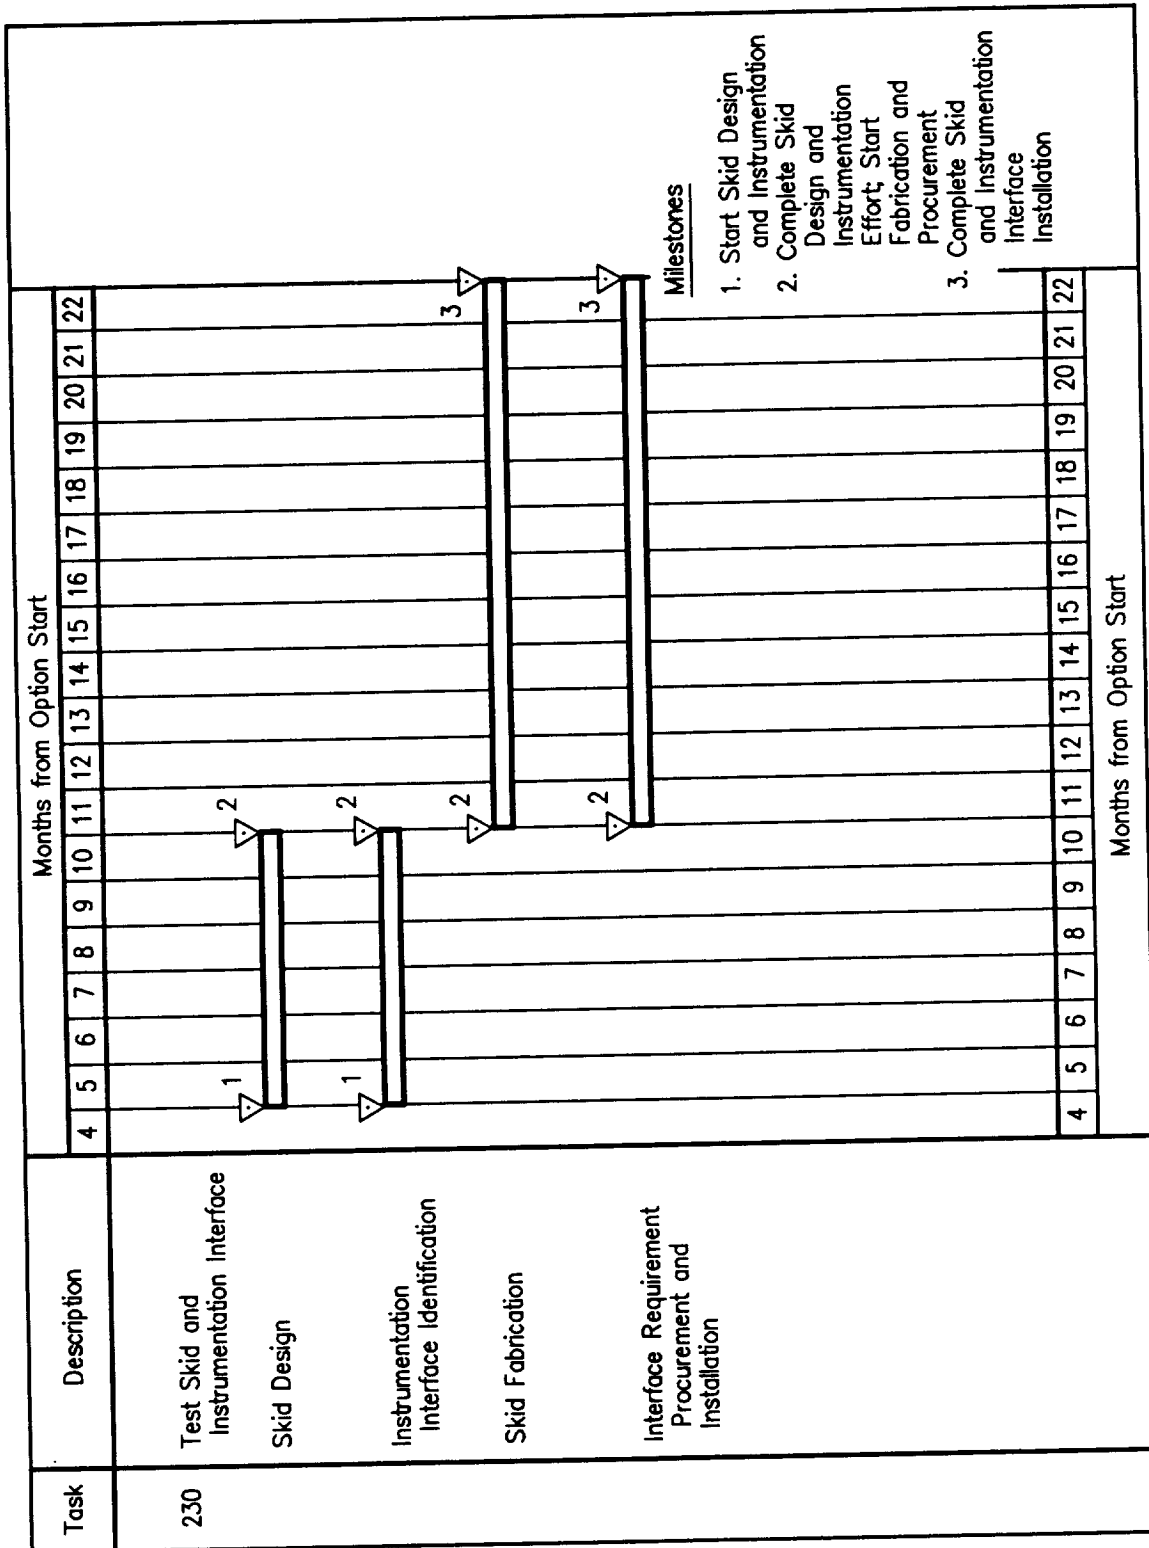 Task
Description
Months from Option Start
4 5 6 7 8 9 10 11 12 13 14 15 16 17 18 19 20 21 22
230
Test Skid and
Instrumentation Interface
Skid Design
1
2
Instrumentation
Interface Identification
1
2
Skid Fabrication
2
3
Interface Requirement
Procurement and
Installation
2
3
Milestones
1. Start Skid Design
and Instrumentation
2. Complete Skid
Design and
Instrumentation
Effort; Start
Fabrication and
Procurement
3. Complete Skid
and Instrumentation
Interface
Installation
4 5 6 7 8 9 10 11 12 13 14 15 16 17 18 19 20 21 22
Months from Option Start